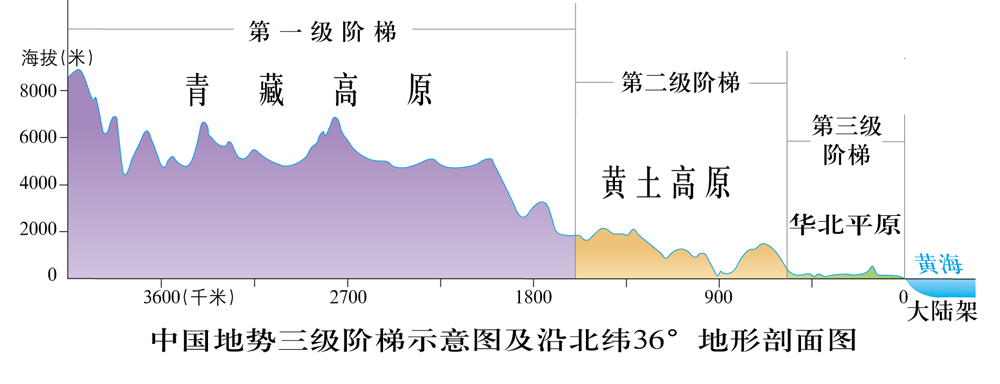 第一级阶梯
海拔(米)
青藏高原
第二级阶梯
8000
第三级
阶梯
6000
黄土高原
4000
华北平原
2000
黄海
0
3600(千米) 2700 1800 900 0
大陆架
中国地势三级阶梯示意图及沿北纬36°地形剖面图